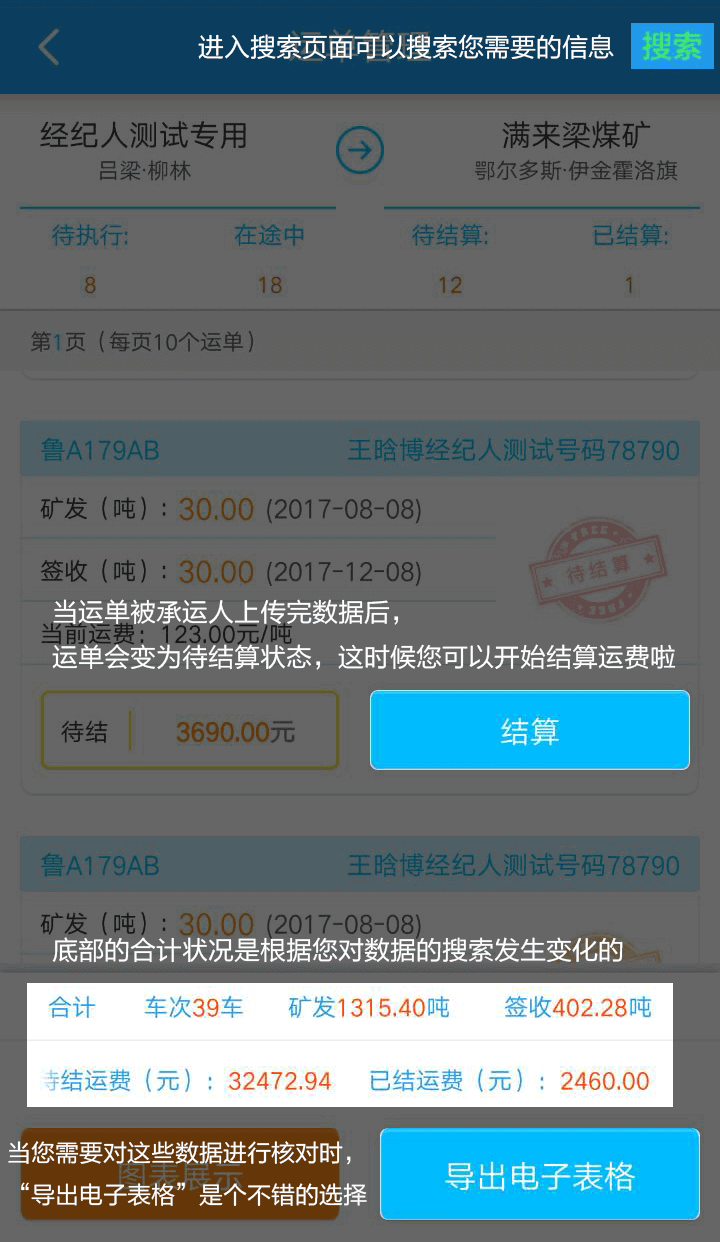 运单管理
进入搜索页面可以搜索您需要的信息
搜索
经纪人测试专用
满来梁煤矿
吕梁·柳林
鄂尔多斯·伊金霍洛旗
待执行:
在途中
待结算:
已结算:
8
18
12
1
第1页（每页10个运单）
鲁A179AB
王晗博经纪人测试号码78790
矿发（吨）: 30.00 (2017-08-08)
签收（吨）: 30.00 (2017-12-08)
待结算
FREE
当运单被承运人上传完数据后，
当前运费: 123.00元/吨
运单会变为待结算状态，这时候您可以开始结算运费啦
待结
3690.00元
结算
鲁A179AB
王晗博经纪人测试号码78790
矿发（吨）: 30.00 (2017-08-08)
底部的合计状况是根据您对数据的搜索发生变化的
合计 车次39车 矿发1315.40吨 签收402.28吨
待结运费（元）: 32472.94 已结运费（元）: 2460.00
当您需要对这些数据进行核对时，
图表展示
“导出电子表格”是个不错的选择
导出电子表格